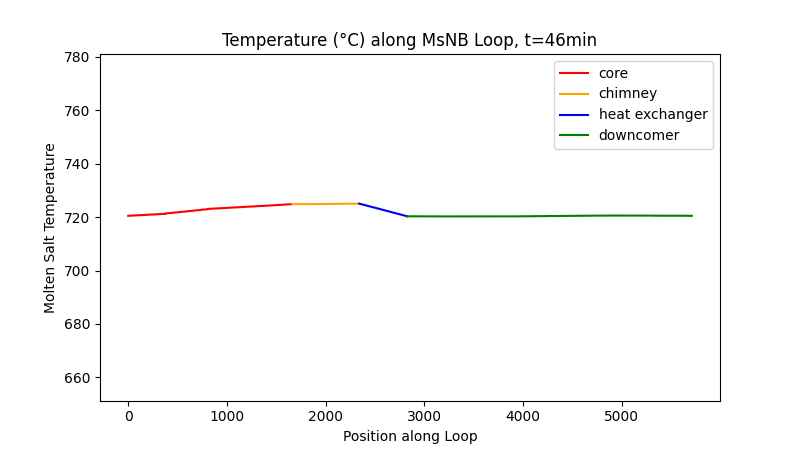 Temperature (°C) along MsNB Loop, t=46min
core
chimney
heat exchanger
downcomer
Molten Salt Temperature
780
760
740
720
700
680
660
0 1000 2000 3000 4000 5000
Position along Loop